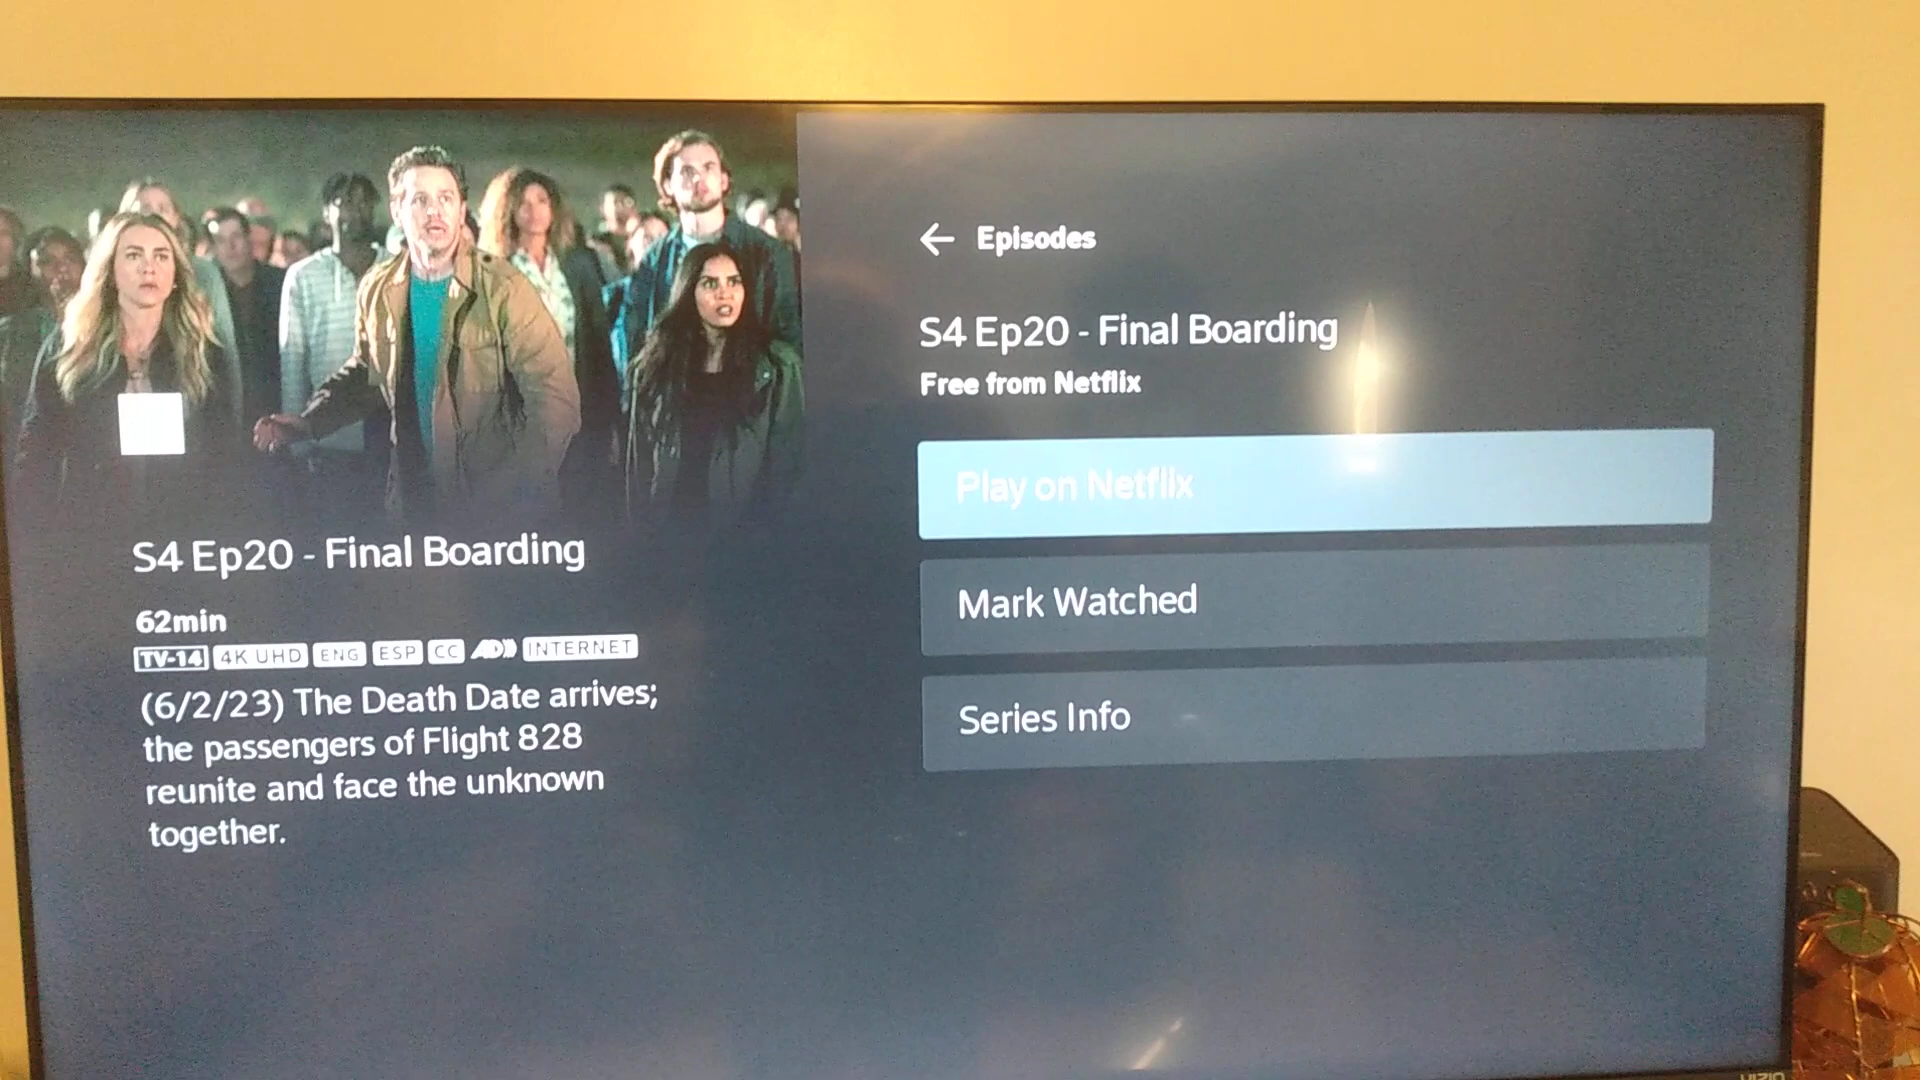 Episodes
S4 Ep20 - Final Boarding
Free from Netflix
Play on Netflix
Mark Watched
Series Info
S4 Ep20 - Final Boarding
62min
TV-14 4K UHD ENG ESP CC AD INTERNET
(6/2/23) The Death Date arrives;
the passengers of Flight 828
reunite and face the unknown
together.
VIZIO